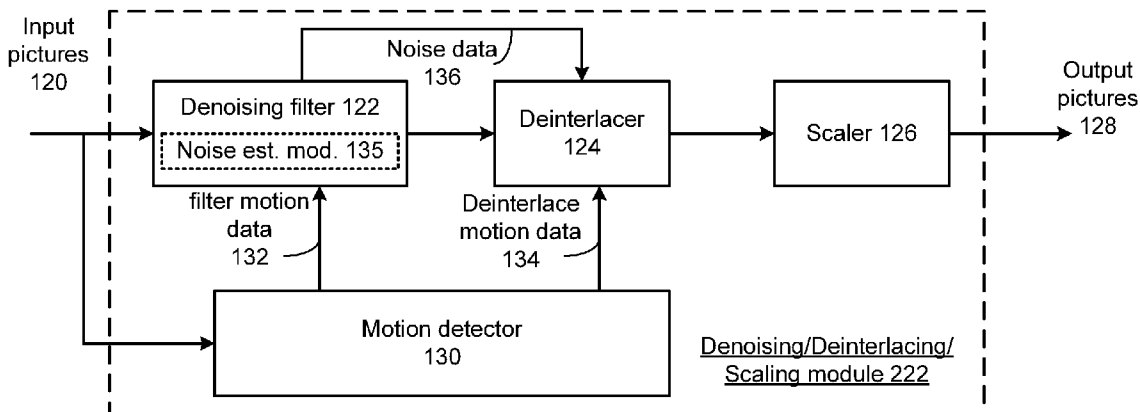 Input
pictures
120
Noise data
136
Denoising filter 122
Noise est. mod. 135
Deinterlacer
124
Scaler 126
Output
pictures
128
filter motion
data
132
Deinterlace
motion data
134
Motion detector
130
Denoising/Deinterlacing/
Scaling module 222